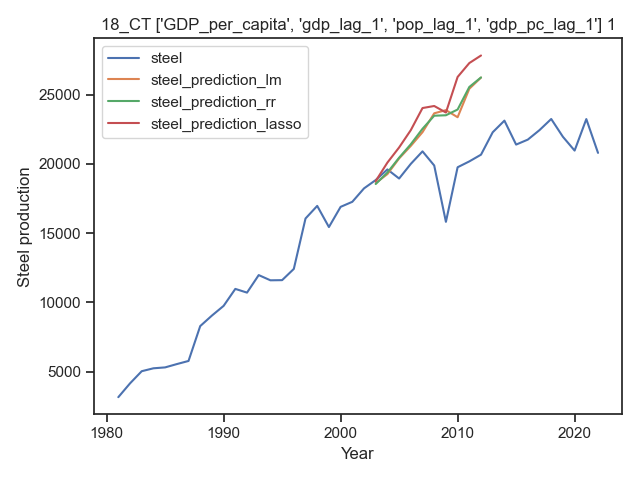 18_CT ['GDP_per_capita', 'gdp_lag_1', 'pop_lag_1', 'gdp_pc_lag_1'] 1
steel
steel_prediction_lm
steel_prediction_rr
steel_prediction_lasso
Steel production
25000
20000
15000
10000
5000
1980
1990
2000
2010
2020
Year